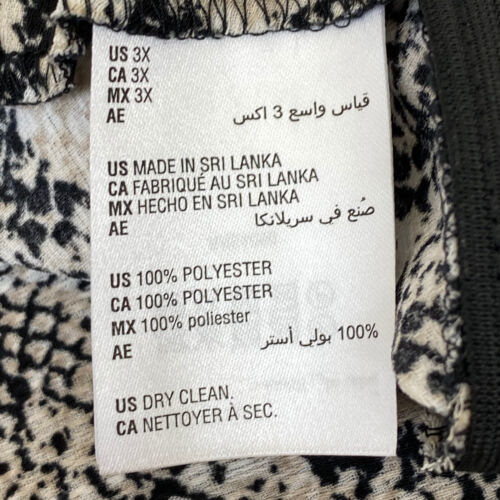 US 3X
CA 3X
MX 3X
AE قياس واسع 3 اكس
US MADE IN SRI LANKA
CA FABRIQUÉ AU SRI LANKA
MX HECHO EN SRI LANKA
AE صُنع في سريلانكا
US 100% POLYESTER
CA 100% POLYESTER
MX 100% poliester
AE 100% بولي أستر
US DRY CLEAN.
CA NETTOYER À SEC.